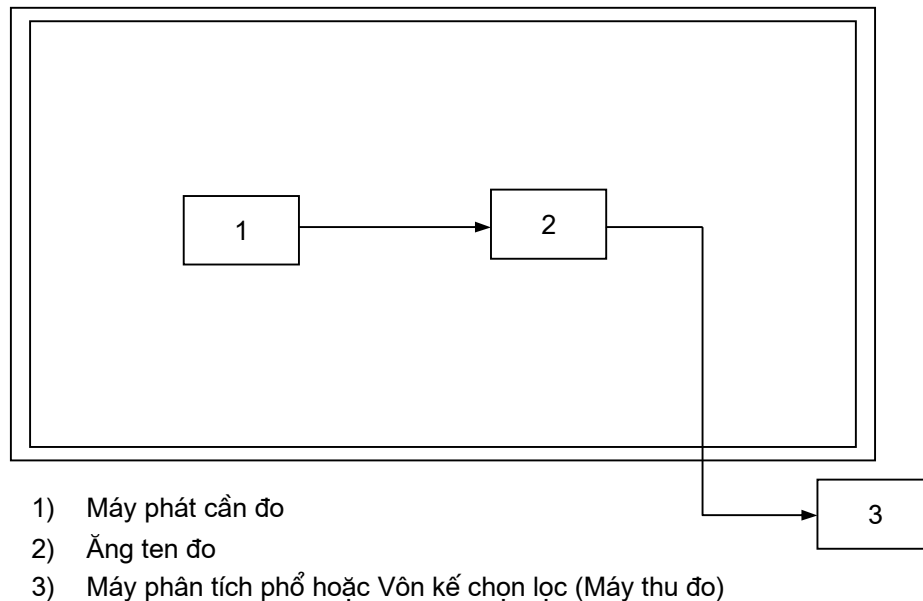 1
2
3
1) Máy phát cần đo
2) Ăng ten đo
3) Máy phân tích phổ hoặc Vôn kế chọn lọc (Máy thu đo)